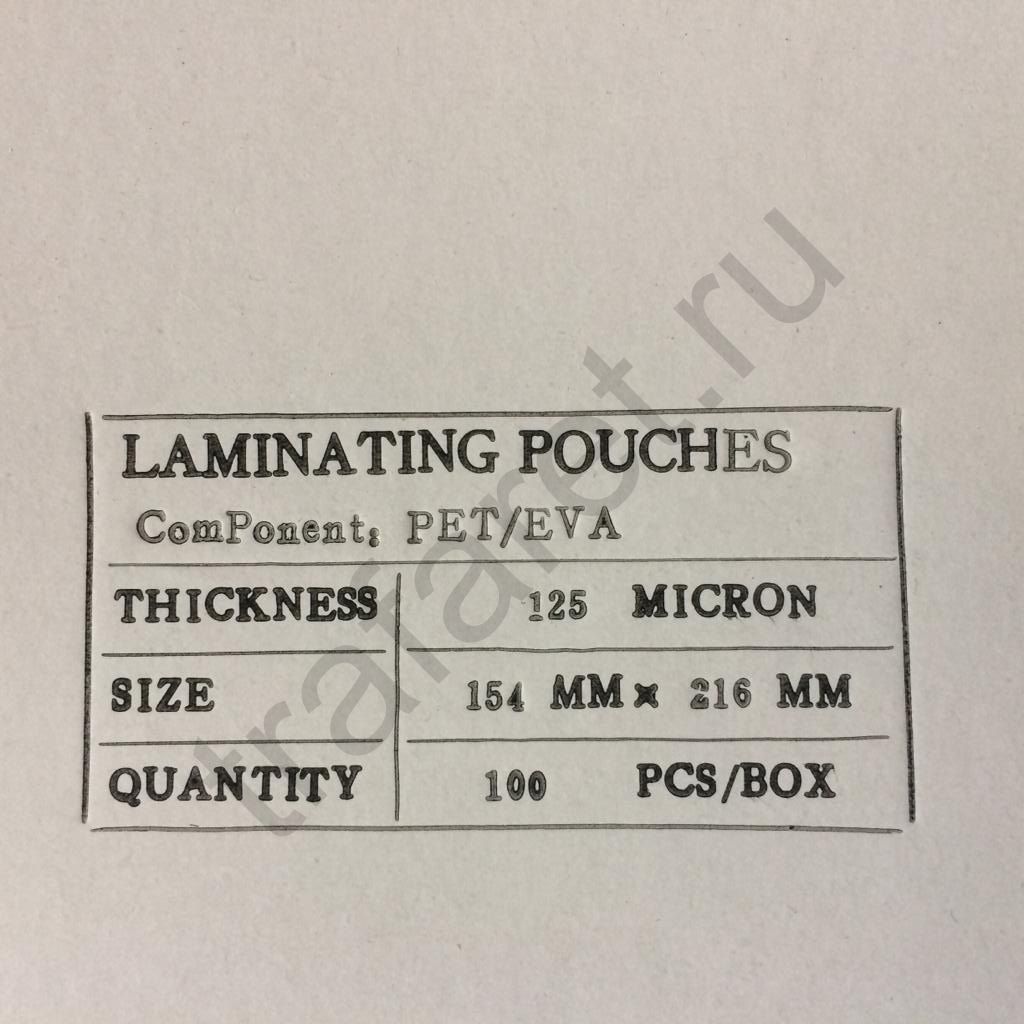 LAMINATING POUCHES
ComPonent: PET/EVA
THICKNESS 125 MICRON
SIZE 154 MM x 216 MM
QUANTITY 100 PCS/BOX
trafaret.ru